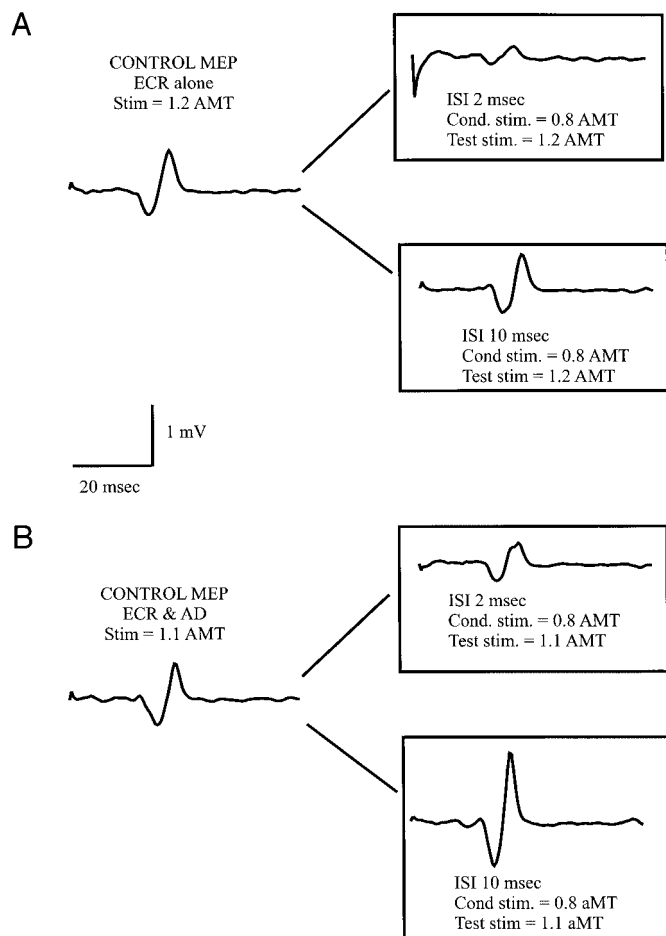 A
CONTROL MEP
ECR alone
Stim = 1.2 AMT
ISI 2 msec
Cond. stim. = 0.8 AMT
Test stim. = 1.2 AMT
ISI 10 msec
Cond stim. = 0.8 AMT
Test stim = 1.2 AMT
1 mV
20 msec
B
CONTROL MEP
ECR & AD
Stim = 1.1 AMT
ISI 2 msec
Cond. stim. = 0.8 AMT
Test stim. = 1.1 AMT
ISI 10 msec
Cond stim. = 0.8 aMT
Test stim = 1.1 aMT